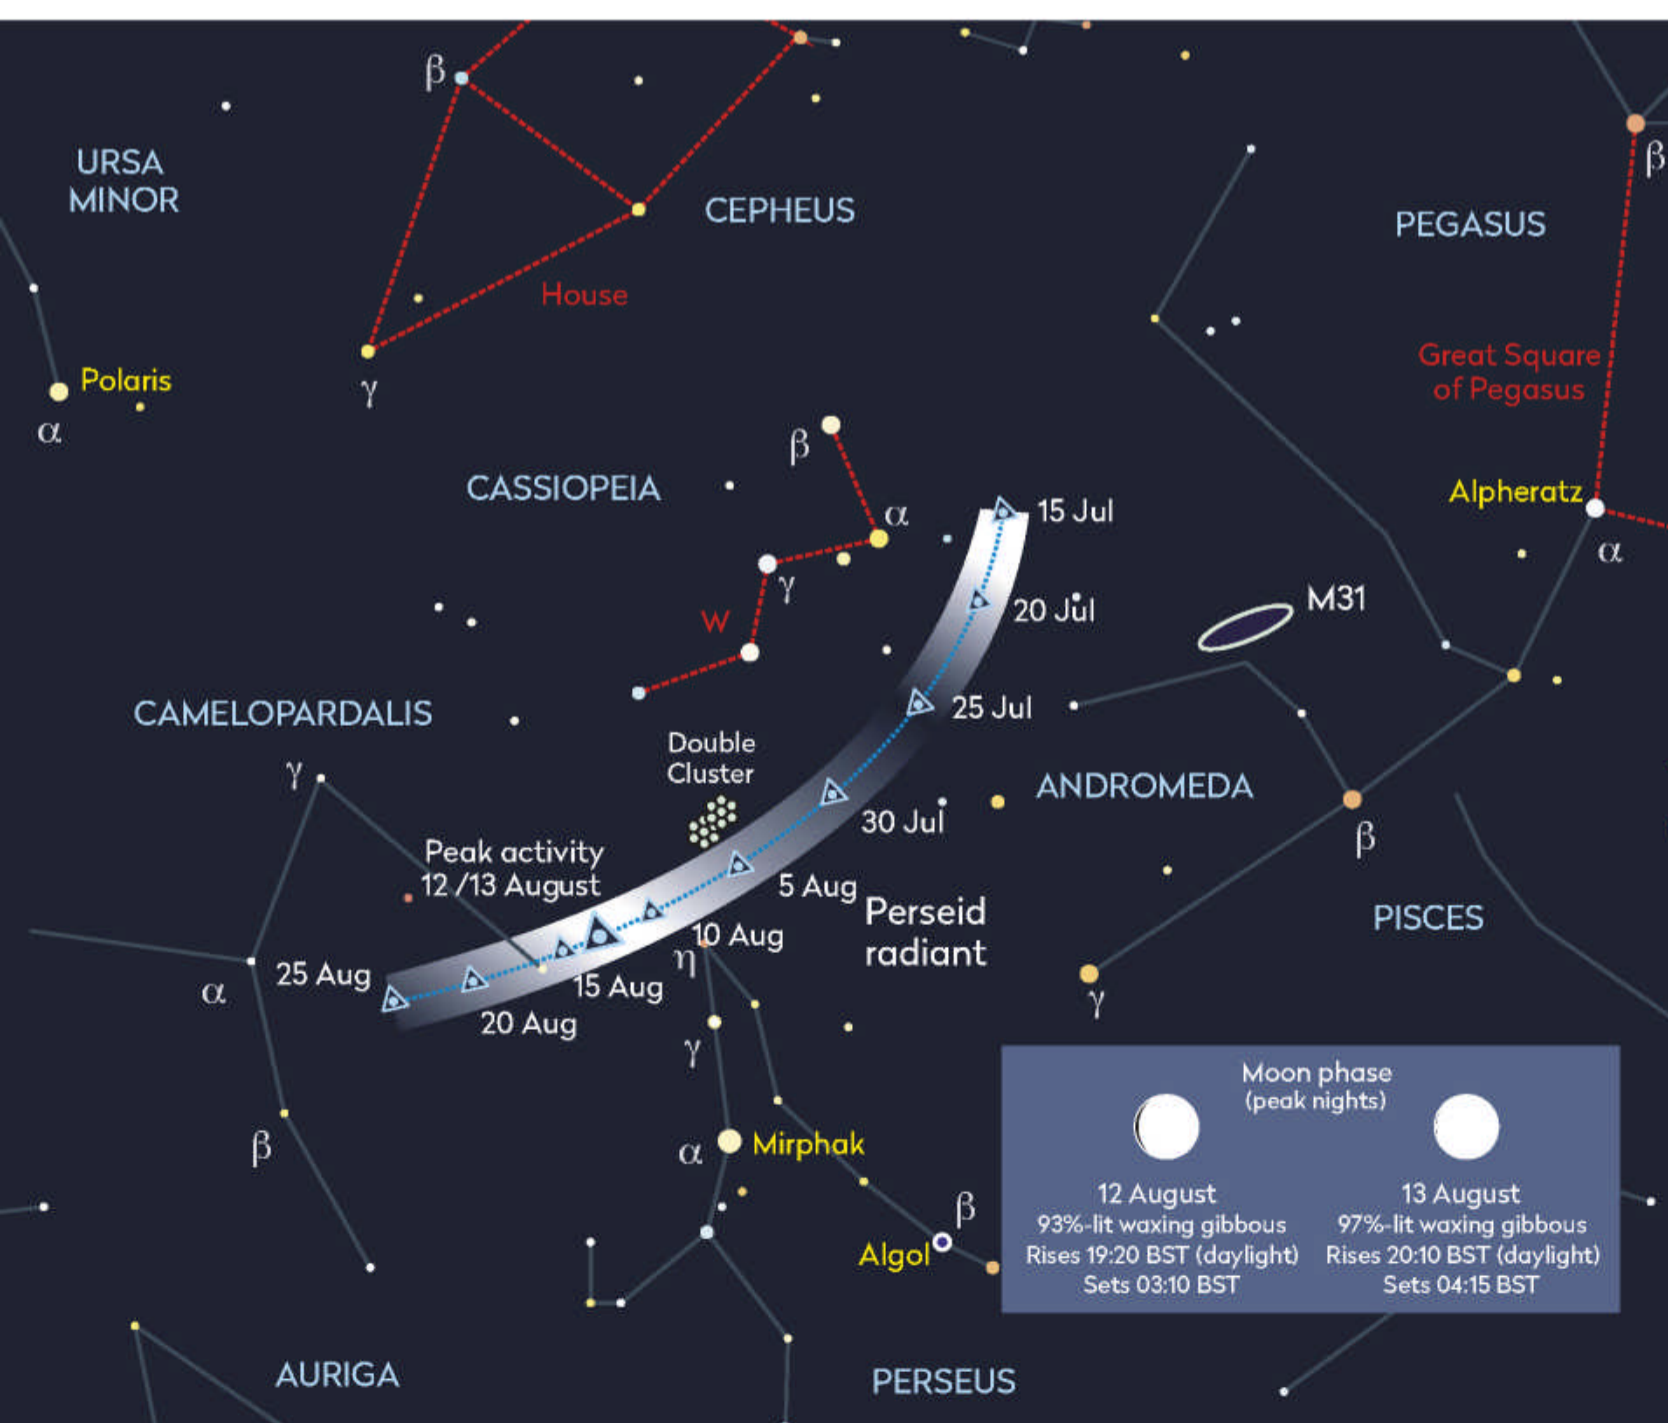 β
URSA
MINOR
CEPHEUS
PEGASUS
β
House
Great Square
of Pegasus
Polaris
α
γ
β
CASSIOPEIA
Alpheratz
α
α
15 Jul
γ
W
20 Jul
M31
25 Jul
CAMELOPARDALIS
Double
Cluster
γ
ANDROMEDA
30 Jul
β
Peak activity
12/13 August
5 Aug
Perseid
radiant
PISCES
10 Aug
η
25 Aug
α
15 Aug
20 Aug
γ
γ
β
α
Mirphak
β
Algol
Moon phase
(peak nights)
12 August
93%-lit waxing gibbous
Rises 19:20 BST (daylight)
Sets 03:10 BST
13 August
97%-lit waxing gibbous
Rises 20:10 BST (daylight)
Sets 04:15 BST
AURIGA
PERSEUS